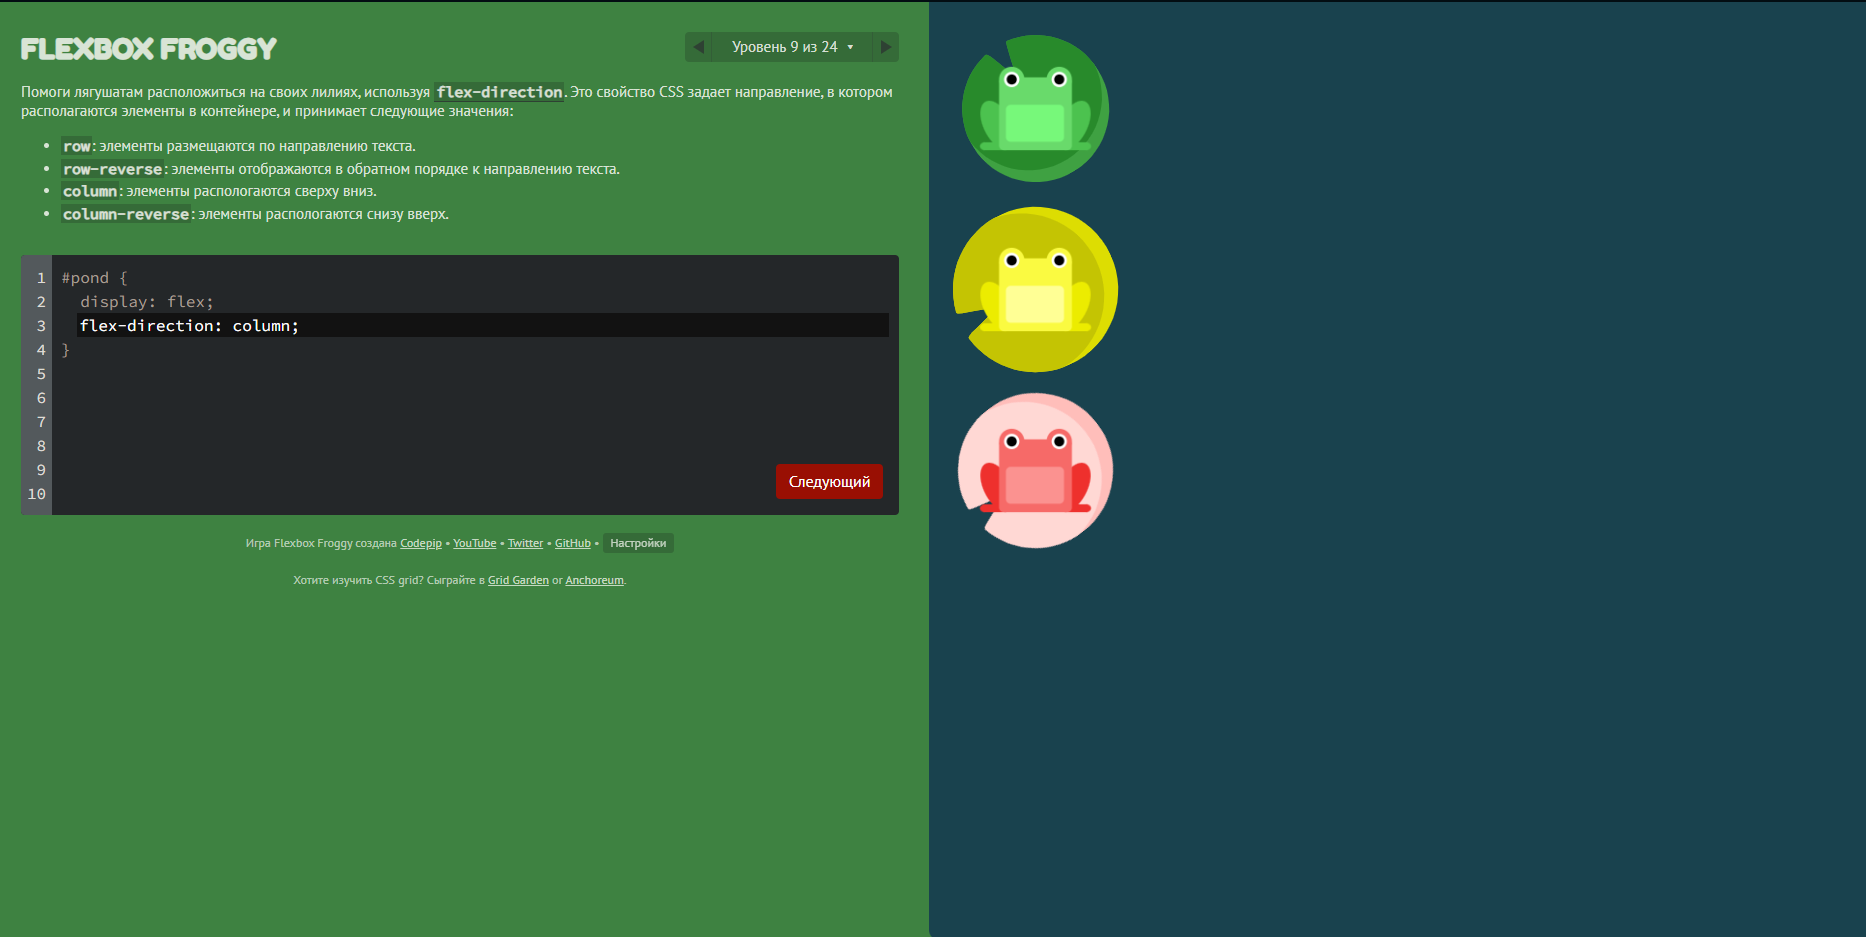 FLEXBOX FROGGY
Уровень 9 из 24
Помоги лягушатам расположиться на своих лилиях, используя flex-direction. Это свойство CSS задает направление, в котором
располагаются элементы в контейнере, и принимает следующие значения:
row: элементы размещаются по направлению текста.
row-reverse: элементы отображаются в обратном порядке к направлению текста.
column: элементы распологаются сверху вниз.
column-reverse: элементы распологаются снизу вверх.
1 #pond {
2 display: flex;
3 flex-direction: column;
4 }
5
6
7
8
9
10
Следующий
Игра Flexbox Froggy создана Codepip • YouTube • Twitter • GitHub • Настройки
Хотите изучить CSS grid? Сыграйте в Grid Garden or Anchoreum.